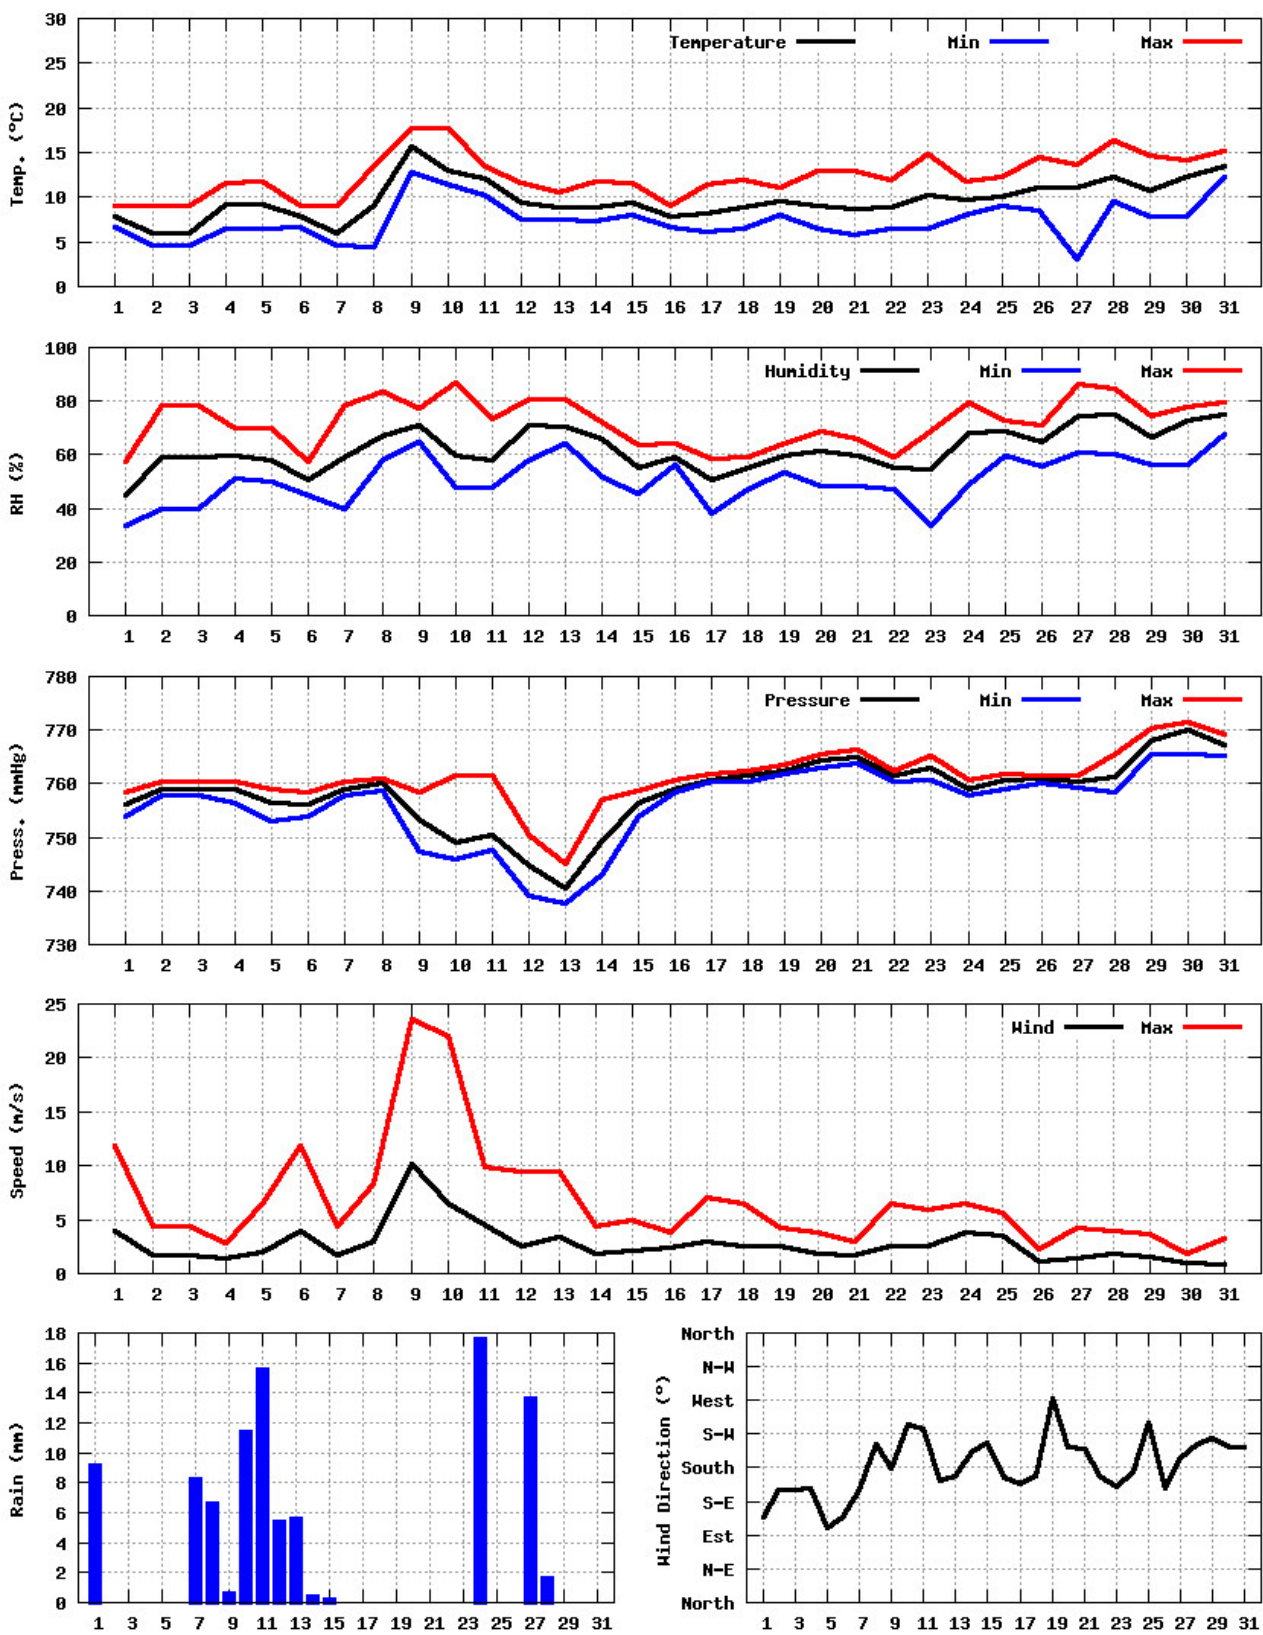 30
Temperature Min Max
25
20
15
10
5
0
Temp. (°C)
1 2 3 4 5 6 7 8 9 10 11 12 13 14 15 16 17 18 19 20 21 22 23 24 25 26 27 28 29 30 31
100
Humidity Min Max
80
60
40
20
0
RH (%)
1 2 3 4 5 6 7 8 9 10 11 12 13 14 15 16 17 18 19 20 21 22 23 24 25 26 27 28 29 30 31
780
Pressure Min Max
770
760
750
740
730
Press. (mmHg)
1 2 3 4 5 6 7 8 9 10 11 12 13 14 15 16 17 18 19 20 21 22 23 24 25 26 27 28 29 30 31
25
Wind Max
20
15
10
5
0
Speed (m/s)
1 2 3 4 5 6 7 8 9 10 11 12 13 14 15 16 17 18 19 20 21 22 23 24 25 26 27 28 29 30 31
18
16
14
12
10
8
6
4
2
0
Rain (mm)
1 3 5 7 9 11 13 15 17 19 21 23 25 27 29 31
North
N-W
West
S-W
South
S-E
Est
N-E
North
Wind Direction (°)
1 3 5 7 9 11 13 15 17 19 21 23 25 27 29 31